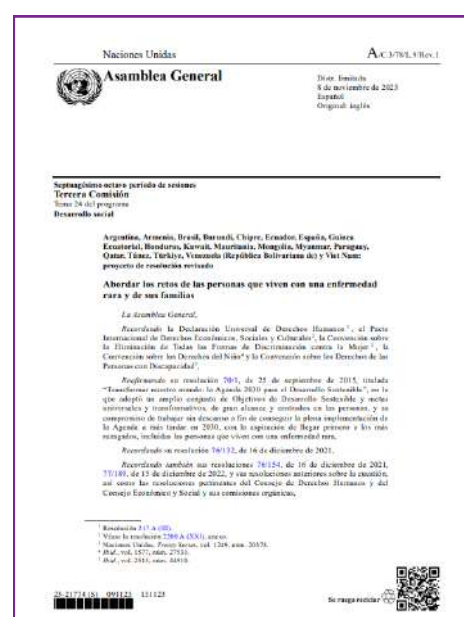 Naciones Unidas
A/C.3/78/L.9/Rev.1
Asamblea General
Distr. limitada
8 de noviembre de 2023
Español
Original: inglés
Septuagésimo octavo período de sesiones
Tercera Comisión
Tema 24 del programa
Desarrollo social
Argentina, Armenia, Brasil, Burundi, Chipre, Ecuador, España, Guinea
Ecuatorial, Honduras, Kuwait, Mauritania, Mongolia, Myanmar, Paraguay,
Qatar, Túnez, Türkiye, Venezuela (República Bolivariana de) y Viet Nam:
proyecto de resolución revisado
Abordar los retos de las personas que viven con una enfermedad
rara y de sus familias
La Asamblea General,
Recordando la Declaración Universal de Derechos Humanos¹, el Pacto
Internacional de Derechos Económicos, Sociales y Culturales², la Convención sobre
la Eliminación de Todas las Formas de Discriminación contra la Mujer³, la
Convención sobre los Derechos del Niño⁴ y la Convención sobre los Derechos de las
Personas con Discapacidad⁵,
Reafirmando su resolución 70/1, de 25 de septiembre de 2015, titulada
“Transformar nuestro mundo: la Agenda 2030 para el Desarrollo Sostenible”, en la
que adoptó un amplio conjunto de Objetivos de Desarrollo Sostenible y metas
universales y transformativos, de gran alcance y centrados en las personas, y su
compromiso de trabajar sin descanso a fin de conseguir la plena implementación de
la Agenda a más tardar en 2030, con la aspiración de llegar primero a los más
rezagados, incluidas las personas que viven con una enfermedad rara,
Recordando su resolución 76/132, de 16 de diciembre de 2021,
Recordando también sus resoluciones 76/154, de 16 de diciembre de 2021,
77/189, de 15 de diciembre de 2022, y sus resoluciones anteriores sobre la cuestión,
así como las resoluciones pertinentes del Consejo de Derechos Humanos y del
Consejo Económico y Social y sus comisiones orgánicas,
¹ Resolución 217 A (III).
² Véase la resolución 2200 A (XXI), anexo.
³ Naciones Unidas, Treaty Series, vol. 1249, núm. 20378.
⁴ Ibid., vol. 1577, núm. 27531.
⁵ Ibid., vol. 2515, núm. 44910.
23-21774 (S) 091123 151123
Se ruega reciclar